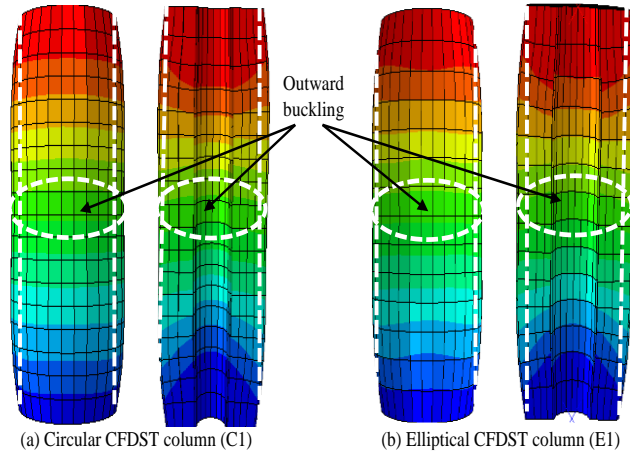 Outward
buckling
(a) Circular CFDST column (C1)
(b) Elliptical CFDST column (E1)